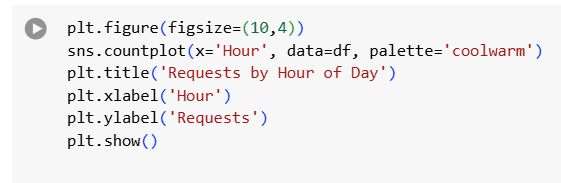 plt.figure(figsize=(10,4))
sns.countplot(x='Hour', data=df, palette='coolwarm')
plt.title('Requests by Hour of Day')
plt.xlabel('Hour')
plt.ylabel('Requests')
plt.show()